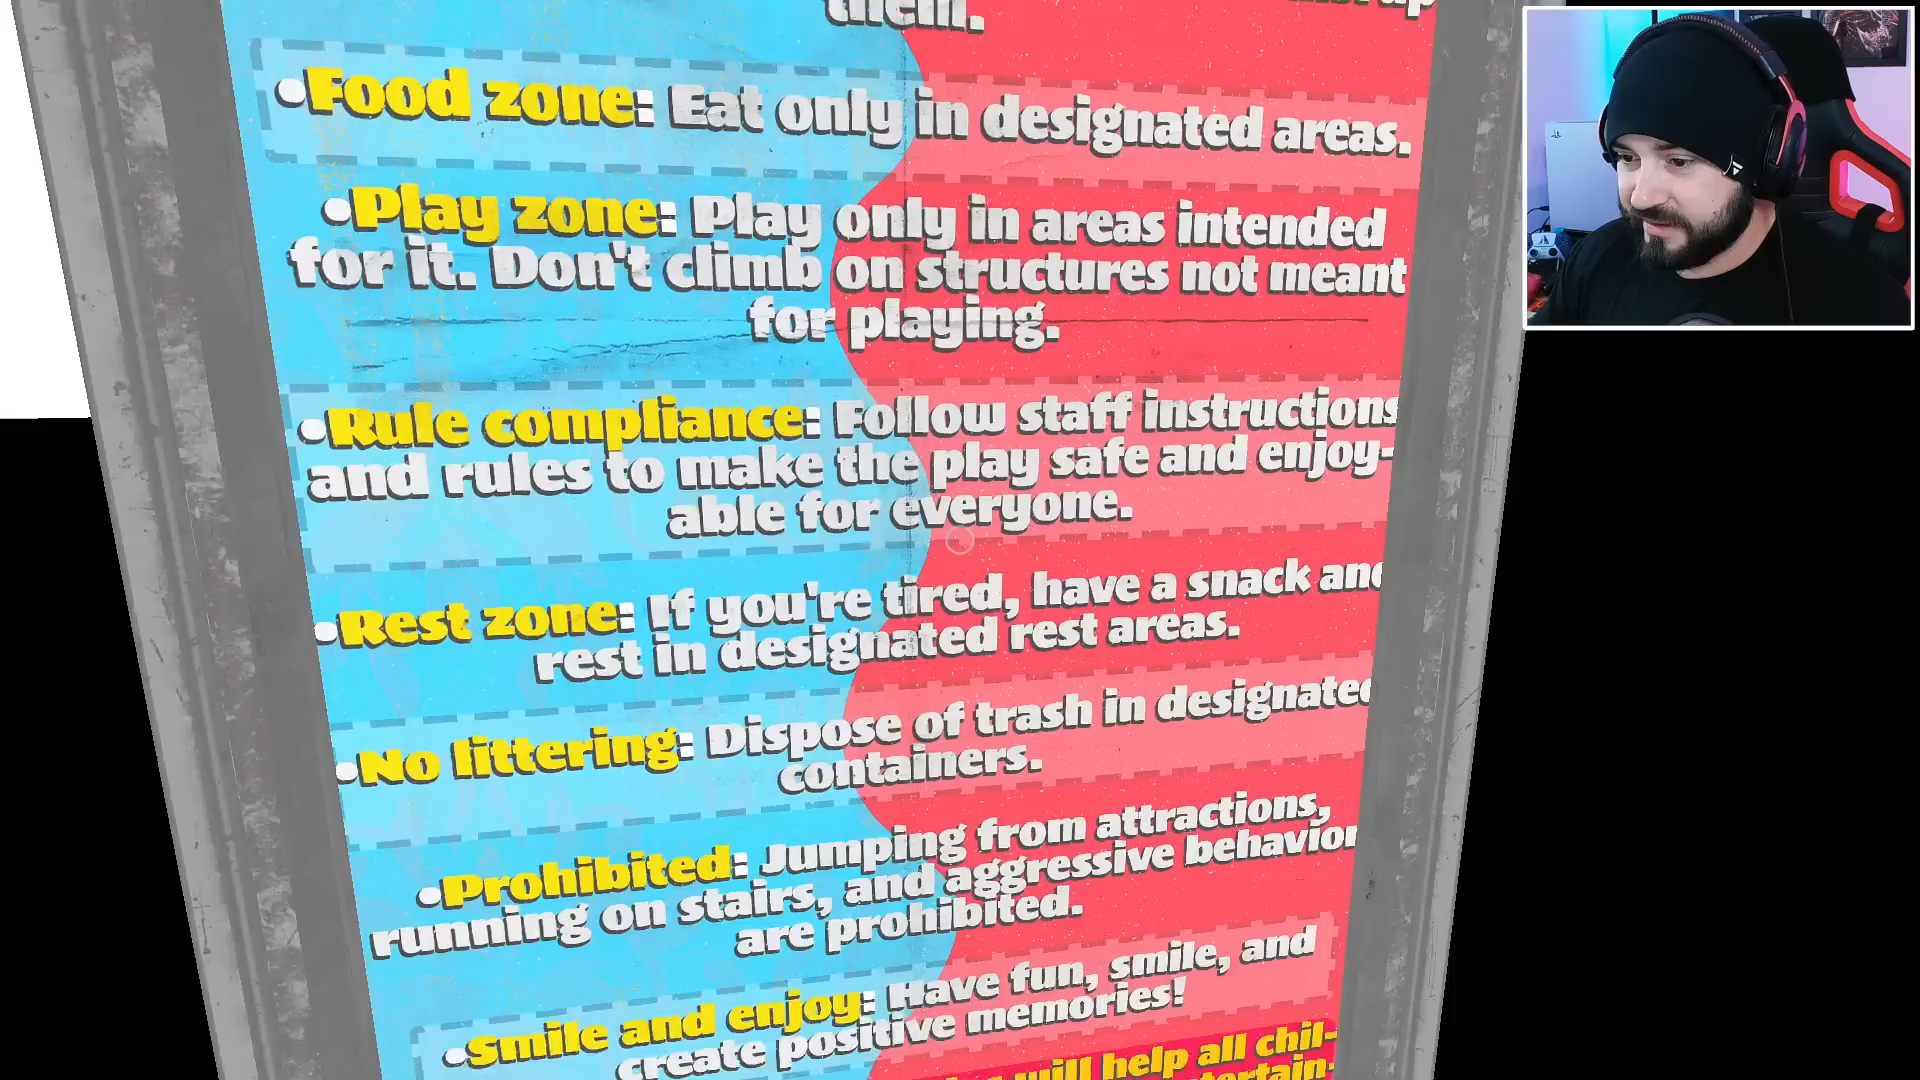 them.
•Food zone: Eat only in designated areas.
•Play zone: Play only in areas intended
for it. Don't climb on structures not meant
for playing.
•Rule compliance: Follow staff instructions
and rules to make the play safe and enjoy-
able for everyone.
•Rest zone: If you're tired, have a snack and
rest in designated rest areas.
•No littering: Dispose of trash in designated
containers.
•Prohibited: Jumping from attractions,
running on stairs, and aggressive behavior
are prohibited.
•Smile and enjoy: Have fun, smile, and
create positive memories!
will help all chil-